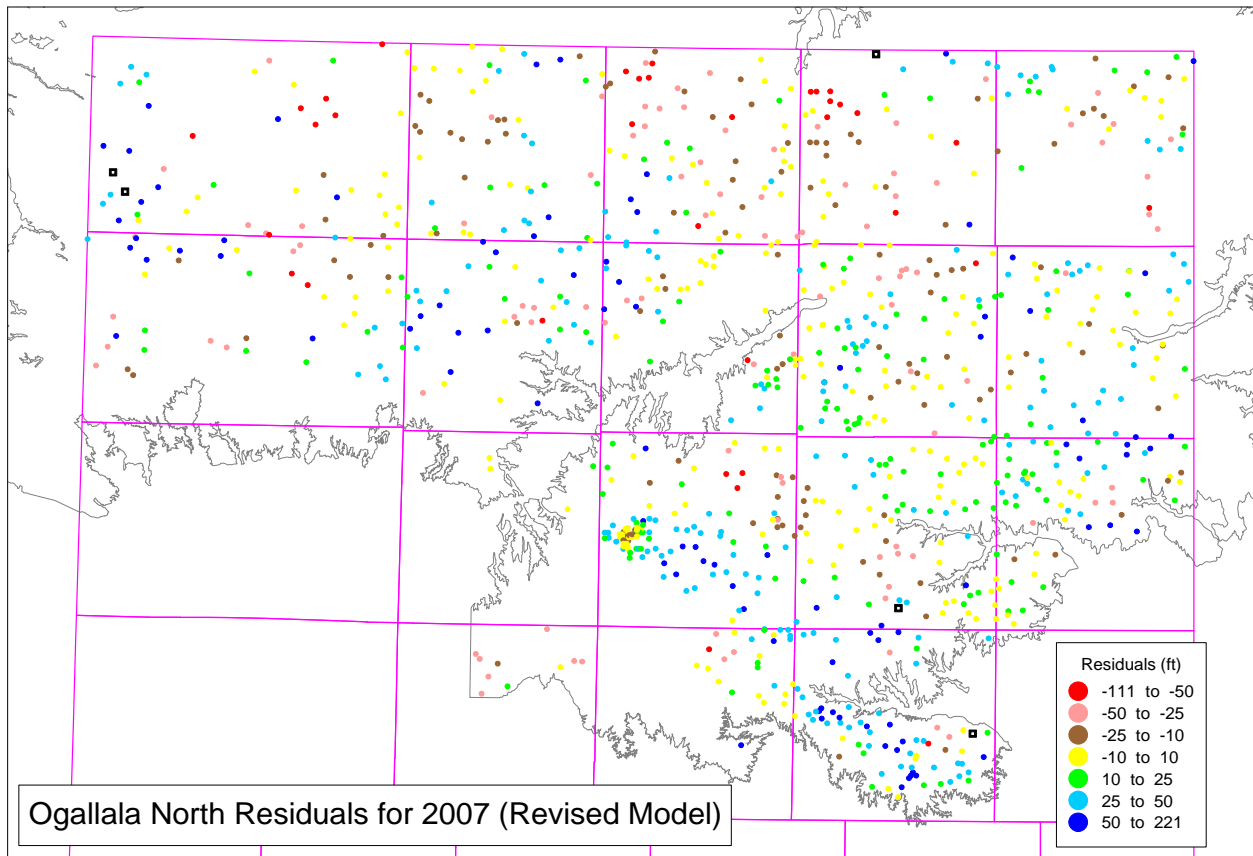 Residuals (ft)
-111 to -50
-50 to -25
-25 to -10
-10 to 10
10 to 25
25 to 50
50 to 221
Ogallala North Residuals for 2007 (Revised Model)